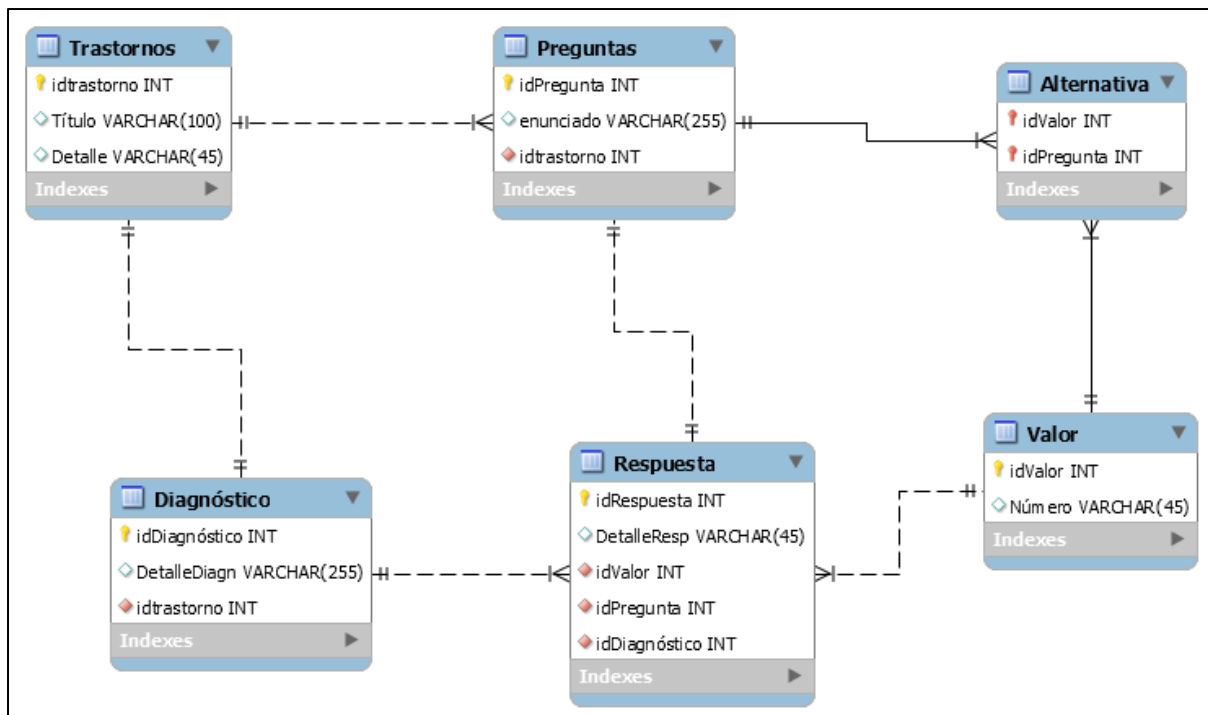 Trastornos
idtrastorno INT
Título VARCHAR(100)
Detalle VARCHAR(45)
Indexes
Preguntas
idPregunta INT
enunciado VARCHAR(255)
idtrastorno INT
Indexes
Alternativa
idValor INT
idPregunta INT
Indexes
Diagnóstico
idDiagnóstico INT
DetalleDiagn VARCHAR(255)
idtrastorno INT
Indexes
Respuesta
idRespuesta INT
DetalleResp VARCHAR(45)
idValor INT
idPregunta INT
idDiagnóstico INT
Indexes
Valor
idValor INT
Número VARCHAR(45)
Indexes